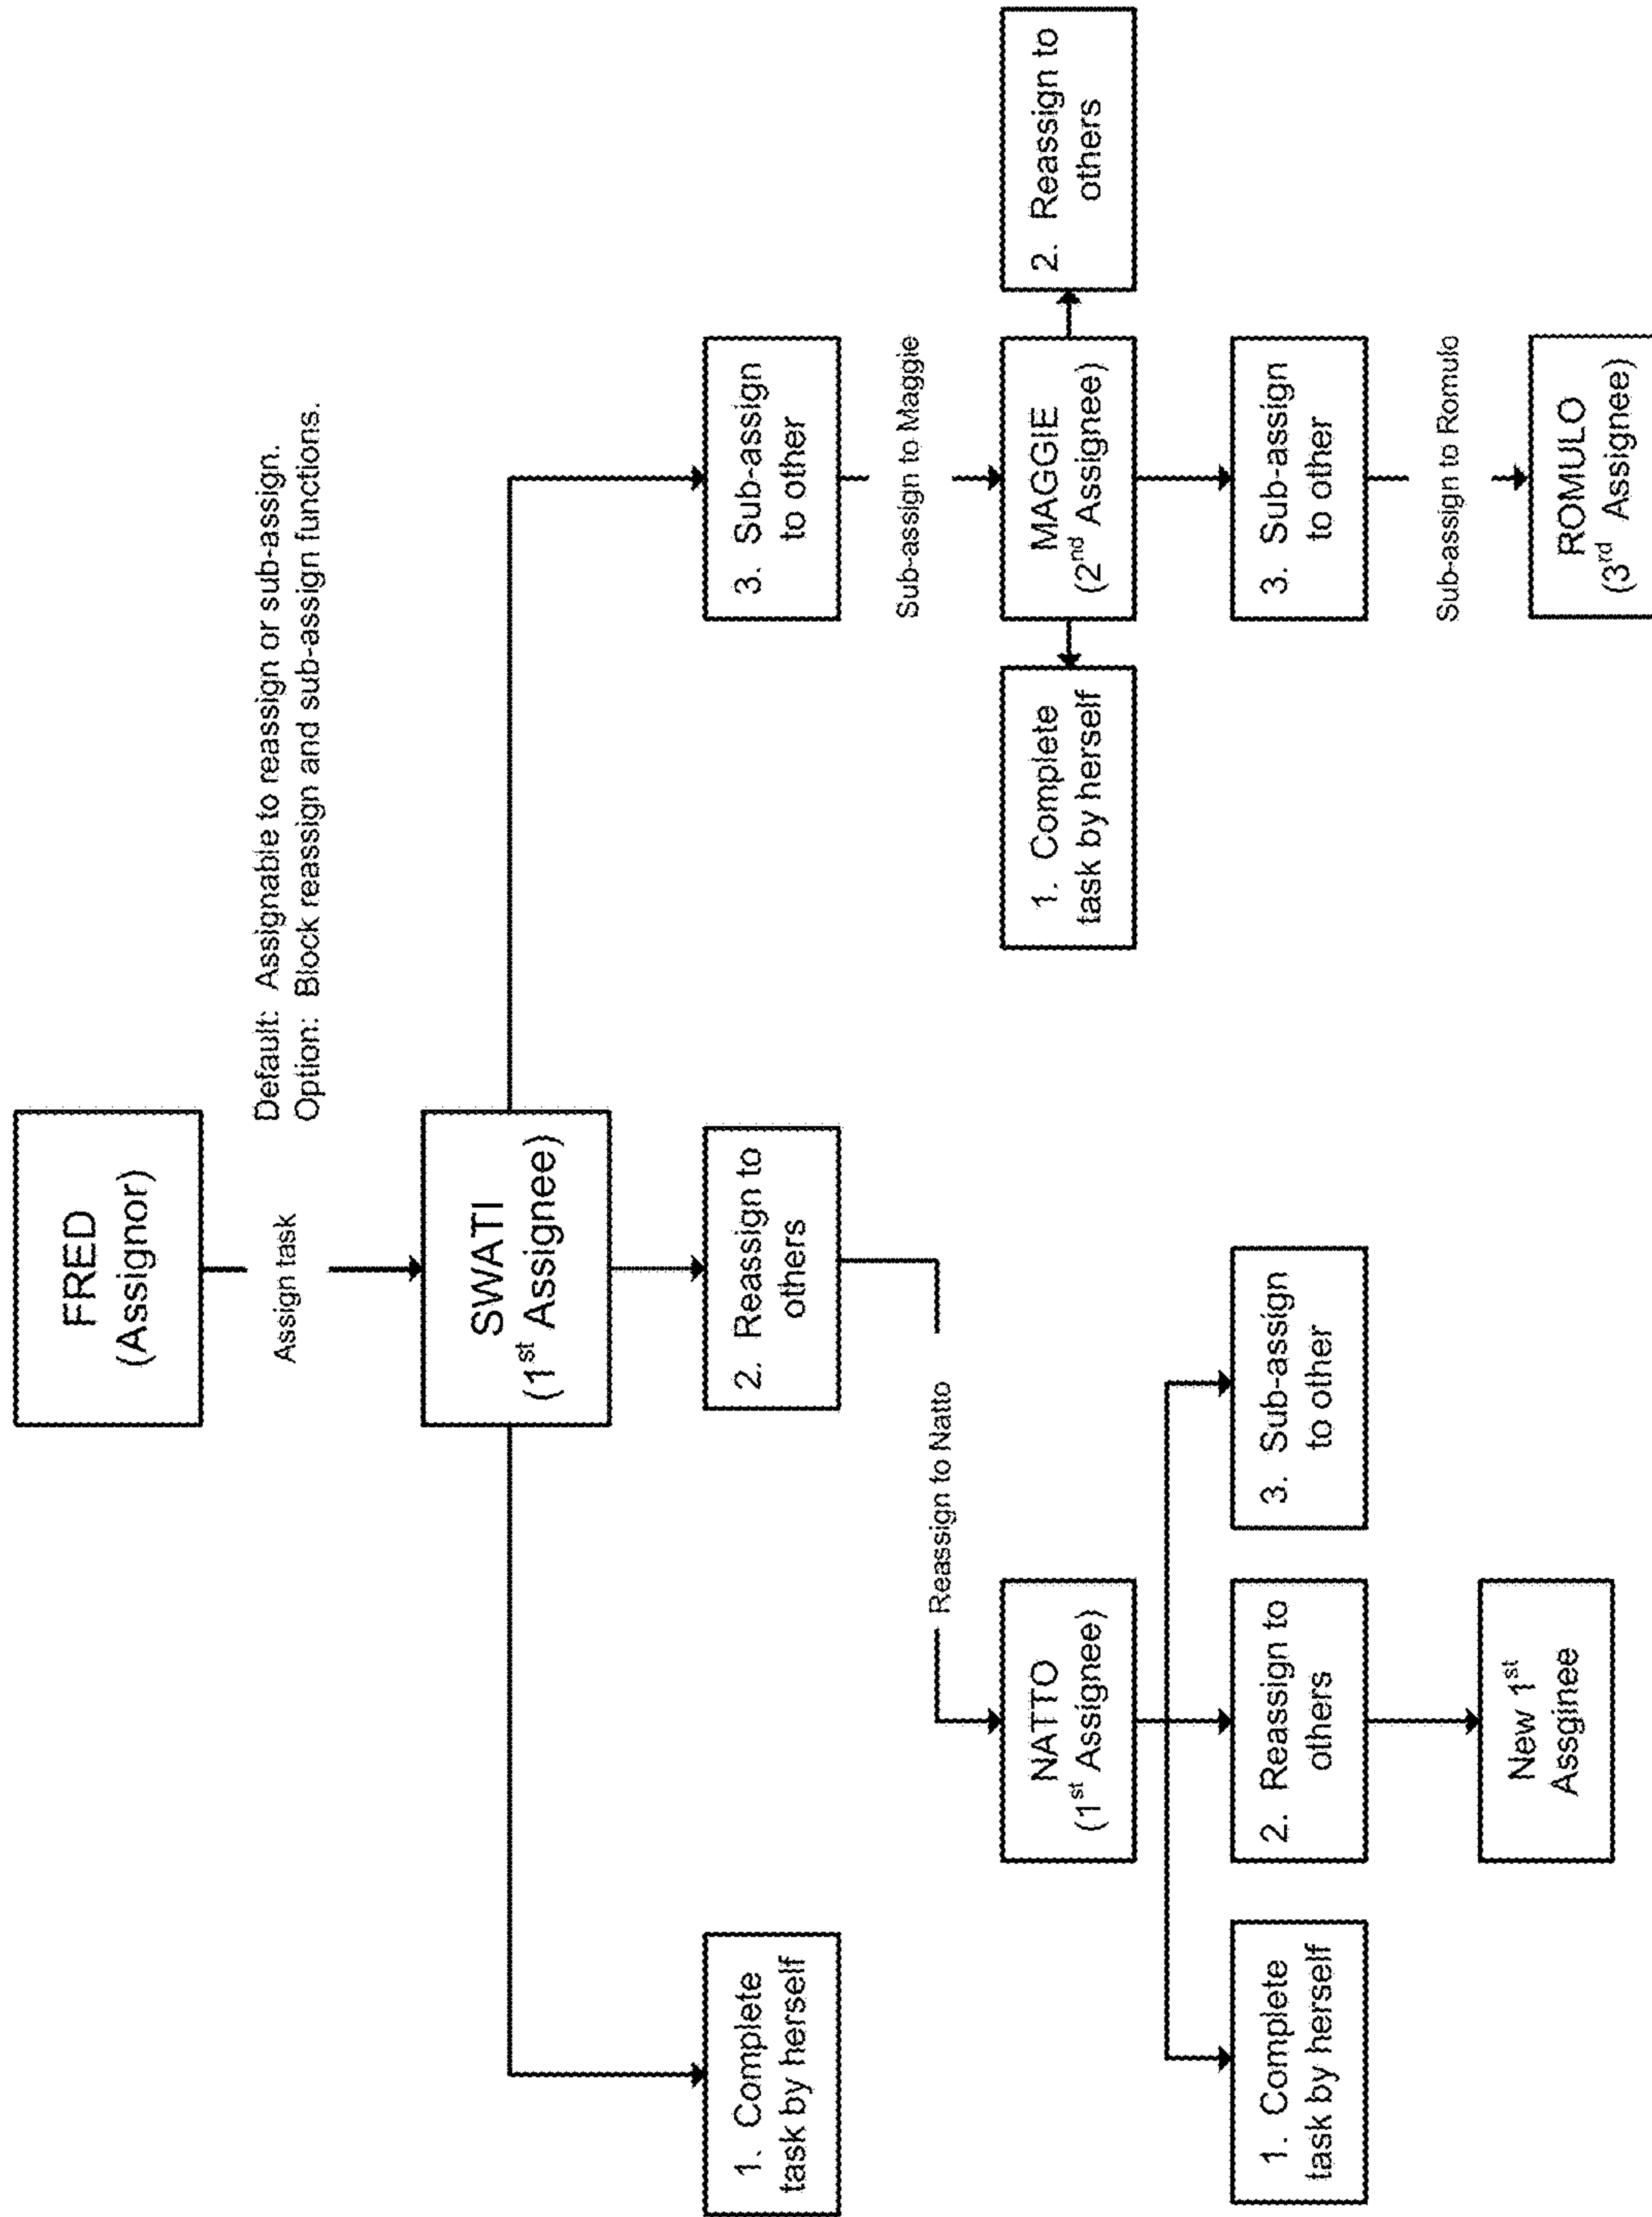 FRED
(Assignor)
Assign task
Default: Assignable to reassign or sub-assign.
Option: Block reassign and sub-assign functions.
SWATI
(1st Assignee)
1. Complete
task by herself
2. Reassign to
others
3. Sub-assign
to other
Reassign to Natto
Sub-assign to Maggie
NATTO
(1st Assignee)
1. Complete
task by herself
MAGGIE
(2nd Assignee)
2. Reassign to
others
1. Complete
task by herself
2. Reassign to
others
3. Sub-assign
to other
3. Sub-assign
to other
Sub-assign to Romulo
New 1st
Assginee
ROMULO
(3rd Assignee)